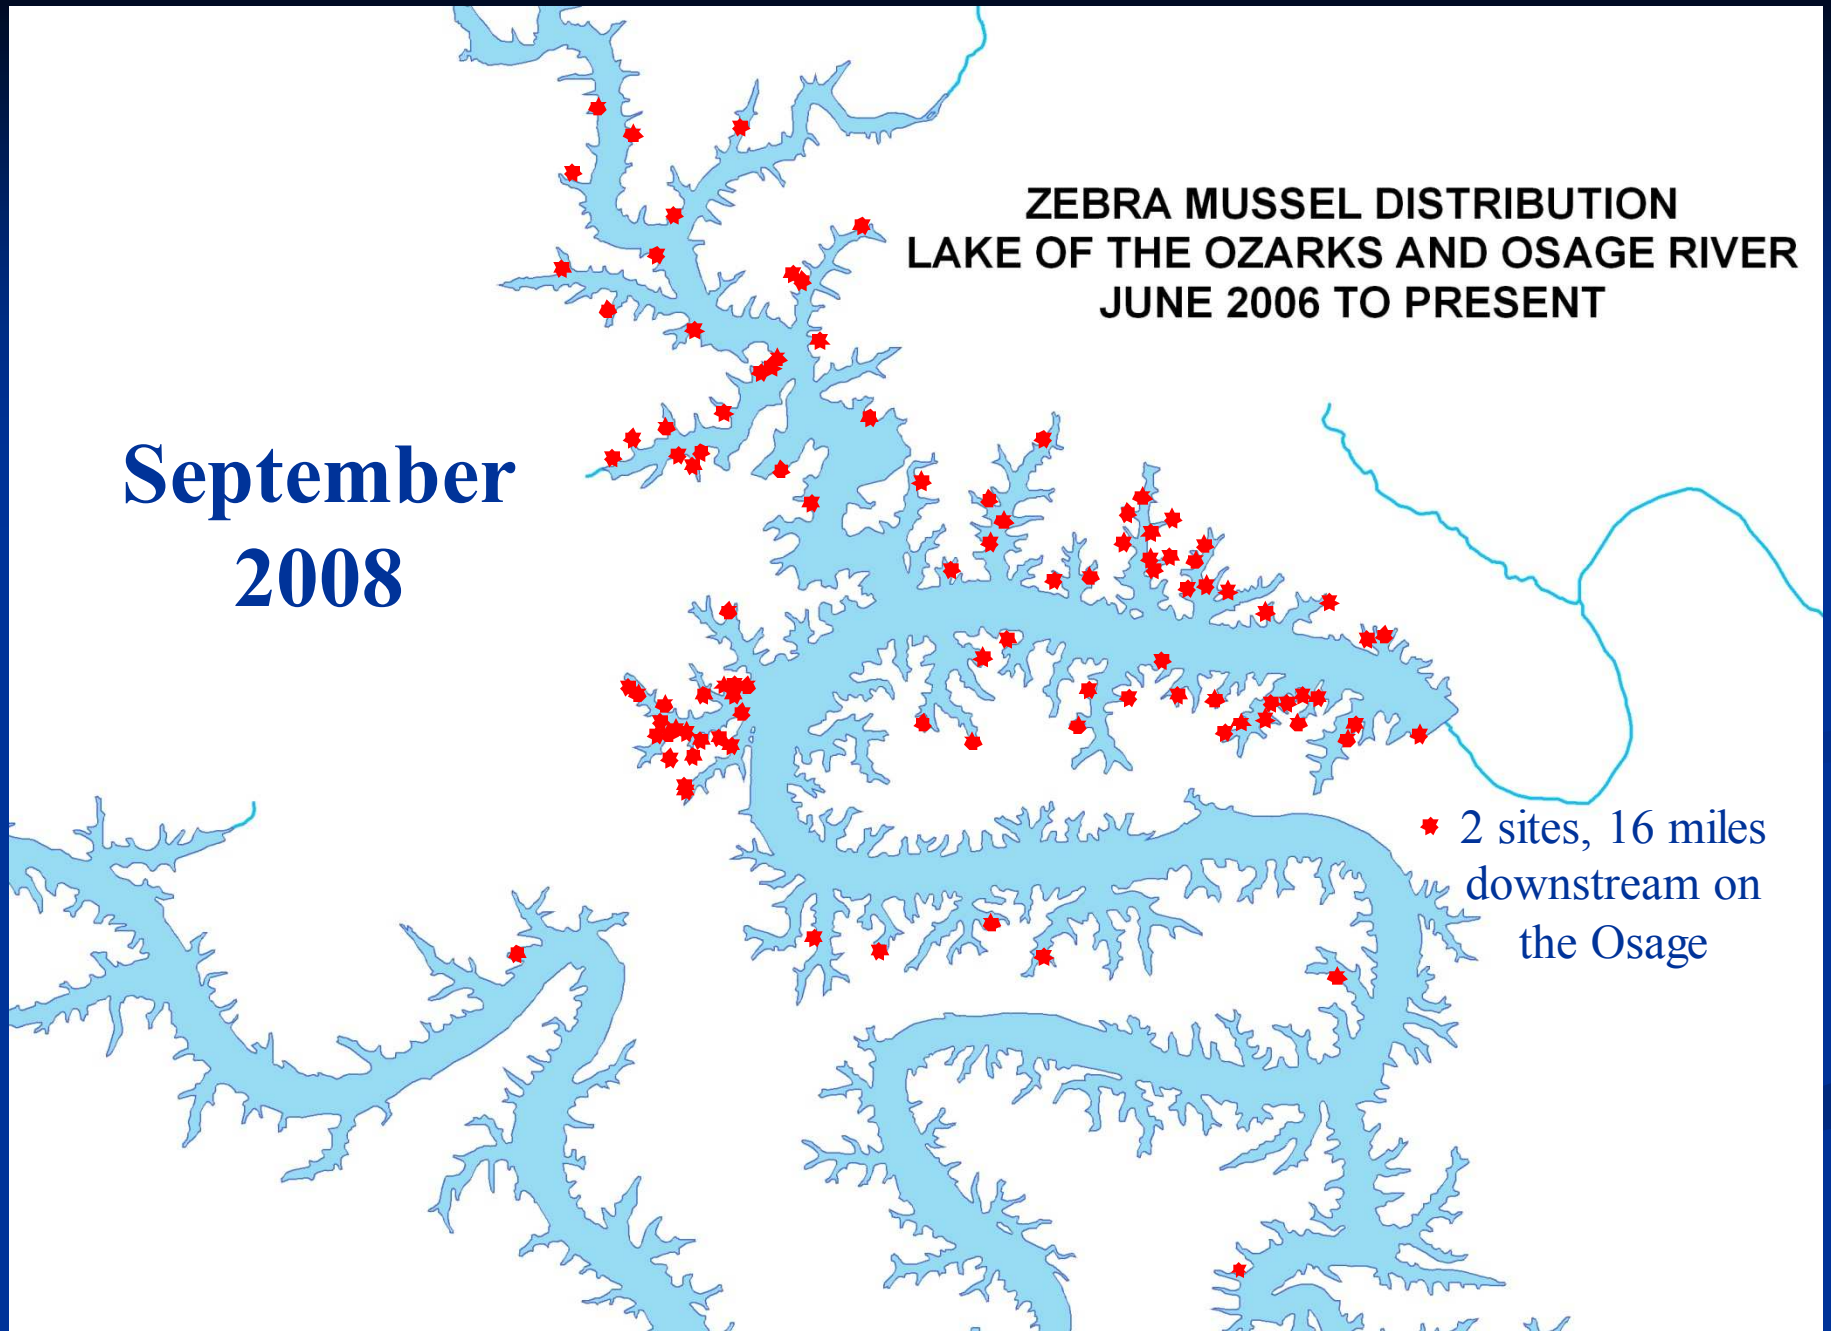 ZEBRA MUSSEL DISTRIBUTION
LAKE OF THE OZARKS AND OSAGE RIVER
JUNE 2006 TO PRESENT
September
2008
2 sites, 16 miles
downstream on
the Osage